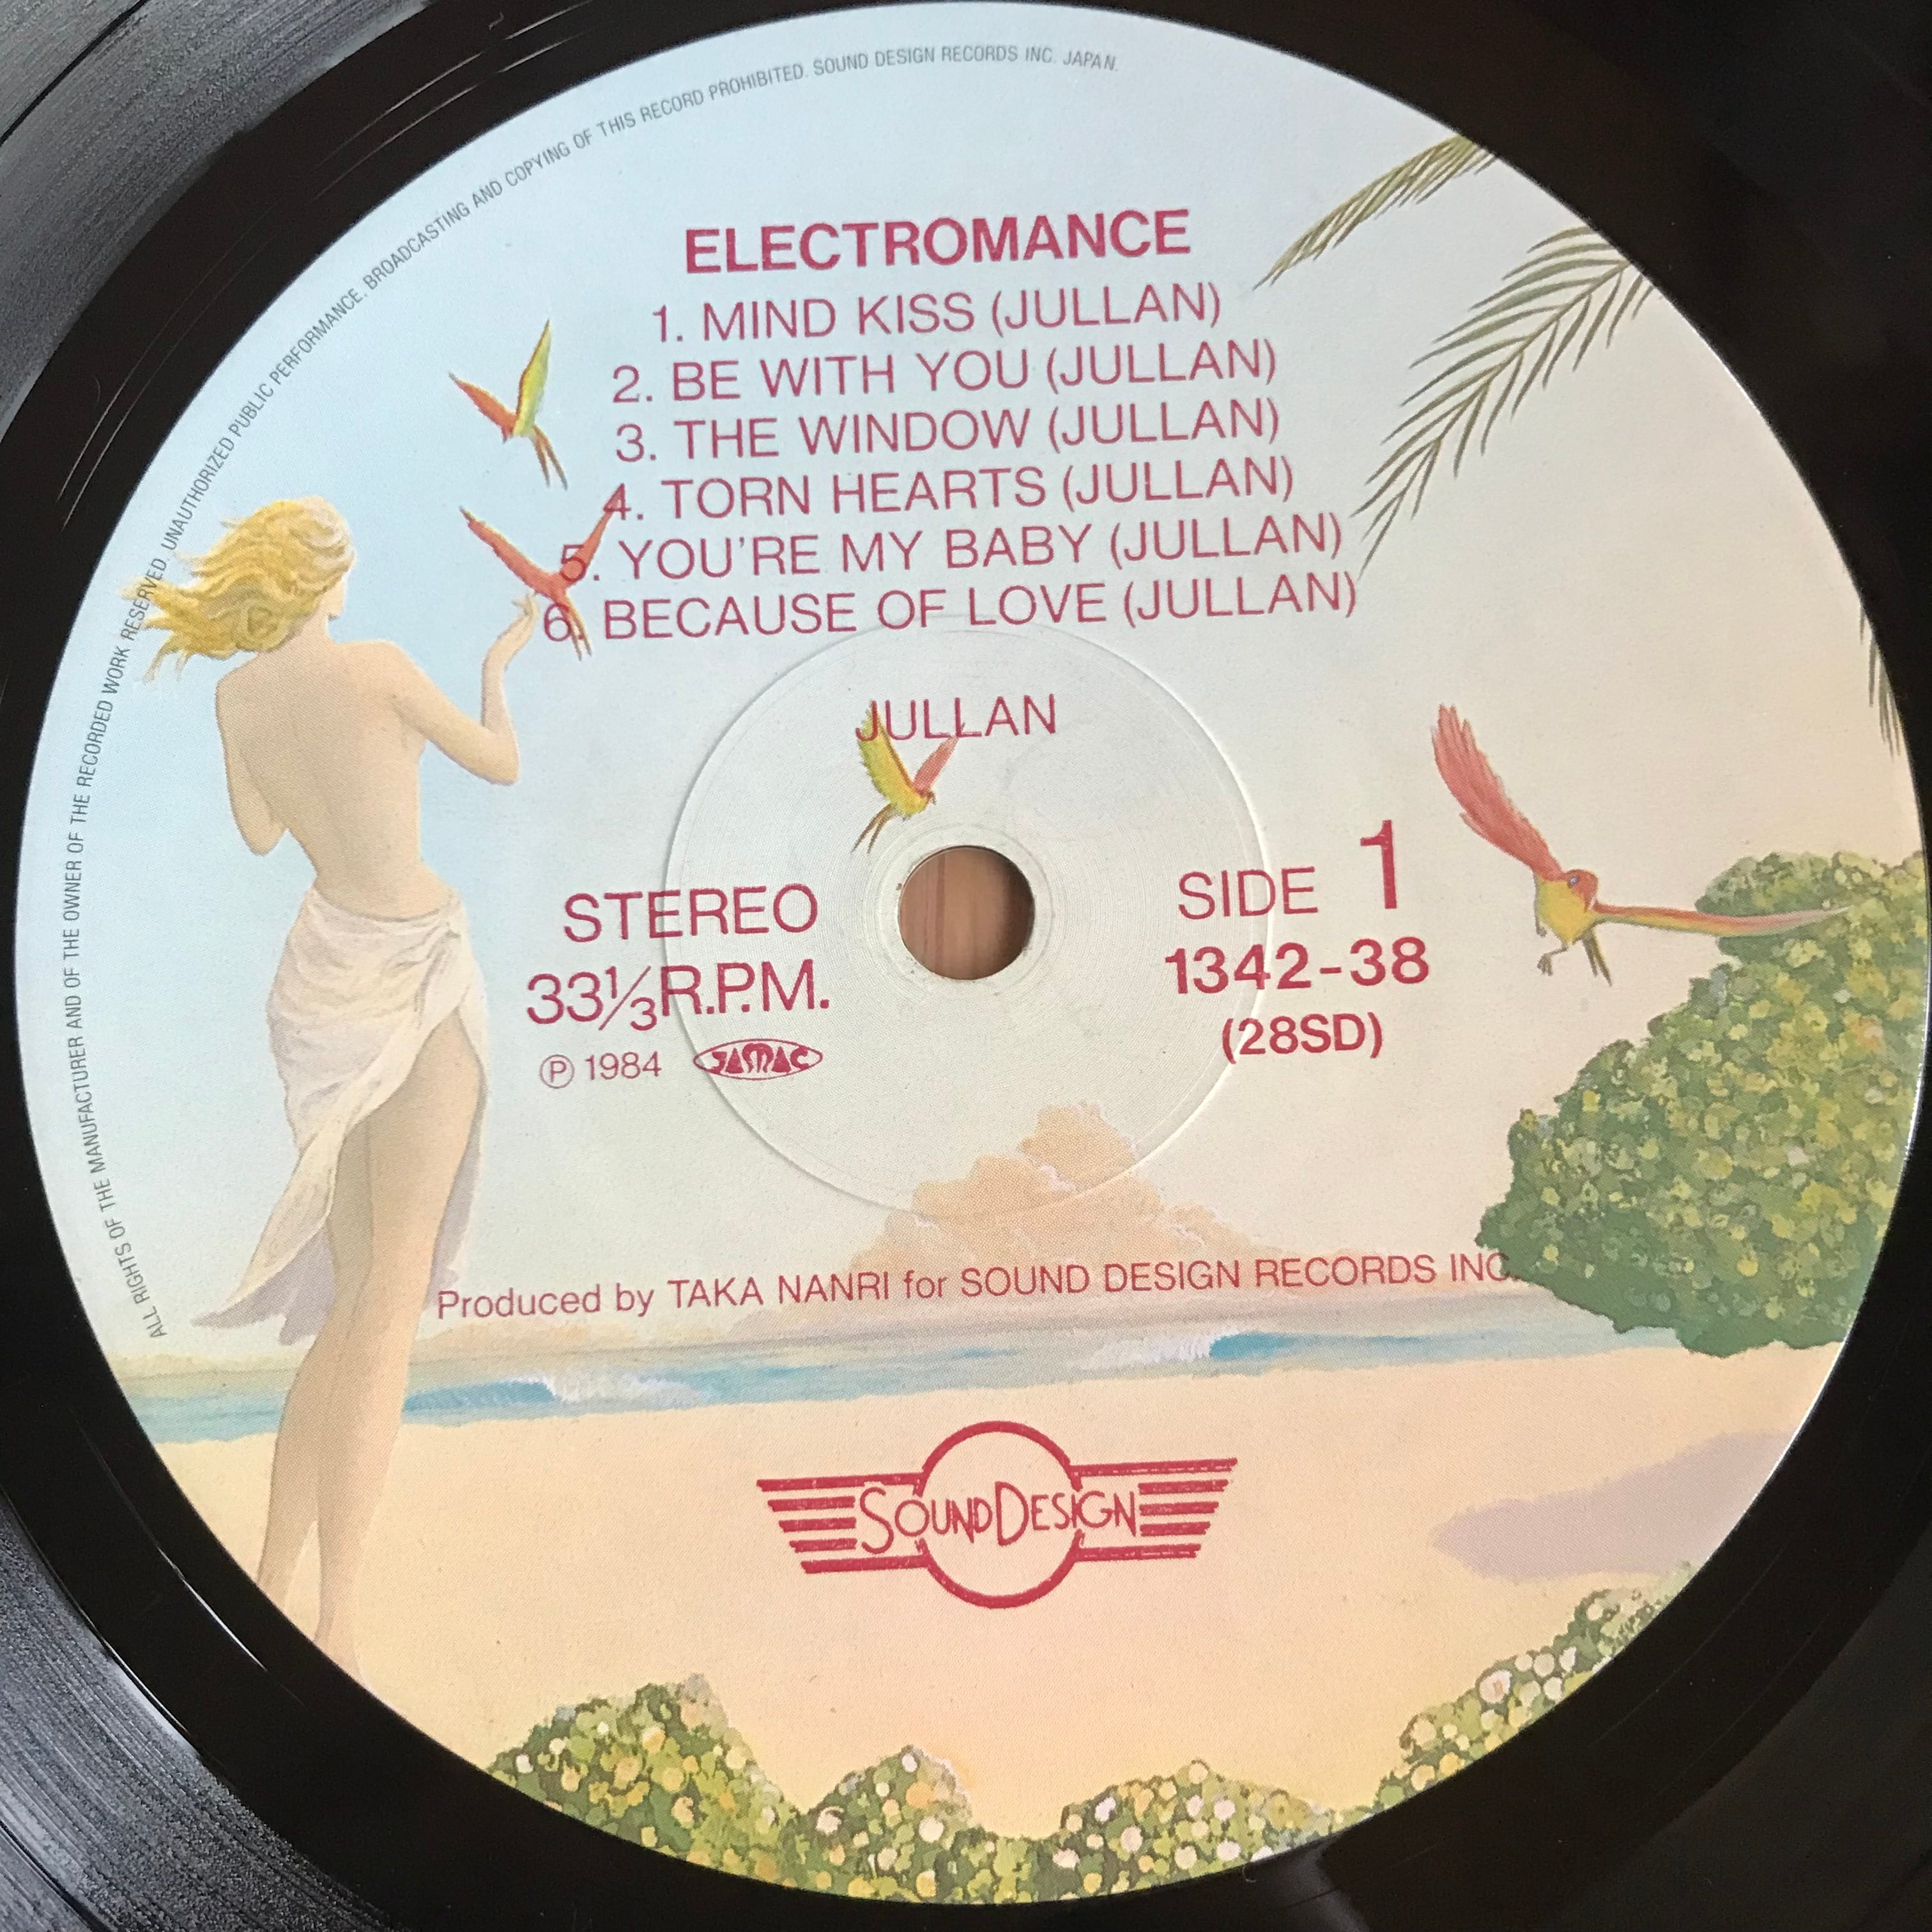 ALL RIGHTS OF THE MANUFACTURER AND OF THE OWNER OF THE RECORDED WORK RESERVED. UNAUTHORIZED PUBLIC PERFORMANCE. BROADCASTING AND COPYING OF THIS RECORD PROHIBITED. SOUND DESIGN RECORDS INC. JAPAN.
ELECTROMANCE
1. MIND KISS (JULLAN)
2. BE WITH YOU (JULLAN)
3. THE WINDOW (JULLAN)
4. TORN HEARTS (JULLAN)
5. YOU'RE MY BABY (JULLAN)
6. BECAUSE OF LOVE (JULLAN)
JULLAN
STEREO
33⅓R.P.M.
Ⓟ 1984 JAMAC
SIDE 1
1342-38
(28SD)
Produced by TAKA NANRI for SOUND DESIGN RECORDS INC.
SOUNDDESIGN